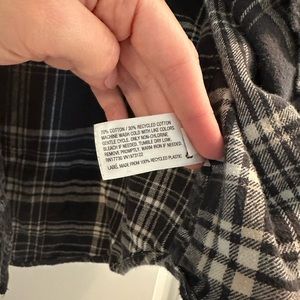 70% COTTON / 30% RECYCLED COTTON
MACHINE WASH COLD WITH LIKE COLORS
GENTLE CYCLE. ONLY NON-CHLORINE
BLEACH IF NEEDED. TUMBLE DRY LOW.
REMOVE PROMPTLY. WARM IRON IF NEEDED.
LABEL MADE FROM 100% RECYCLED PLASTIC